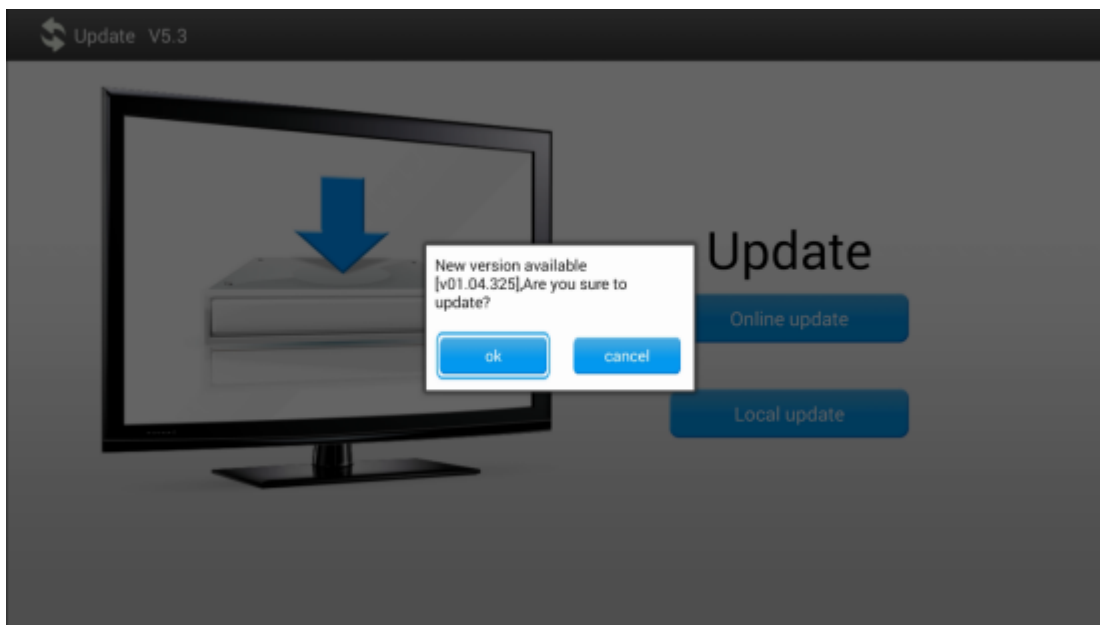 Update V5.3
New version available
[v01.04.325],Are you sure to
update?
ok
cancel
Update
Online update
Local update